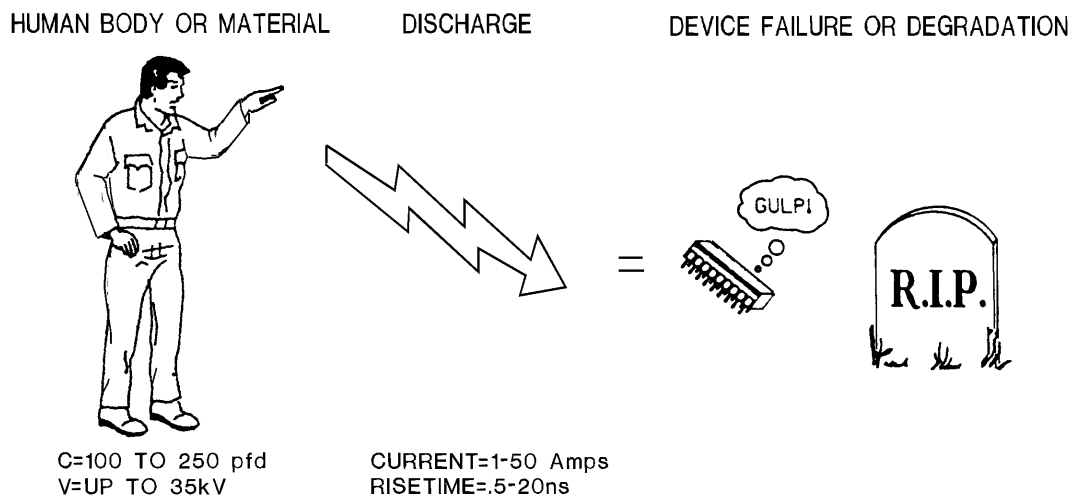 HUMAN BODY OR MATERIAL
DISCHARGE
DEVICE FAILURE OR DEGRADATION
GULP!
=
R.I.P.
C=100 TO 250 pfd
V=UP TO 35kV
CURRENT=1-50 Amps
RISETIME=.5-20ns